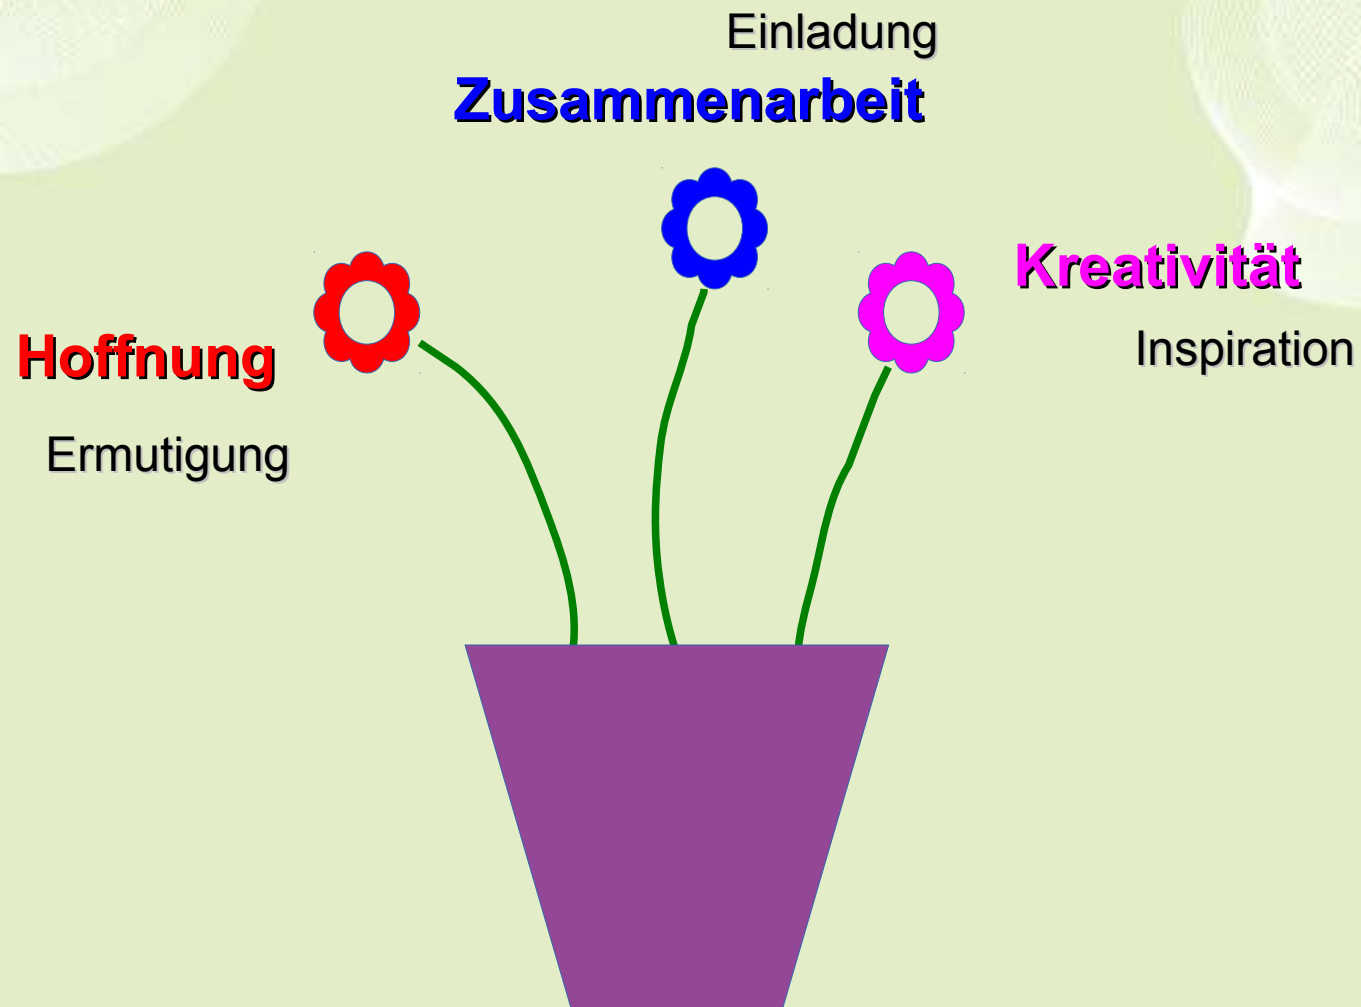 Einladung
Zusammenarbeit
Kreativität
Inspiration
Hoffnung
Ermutigung